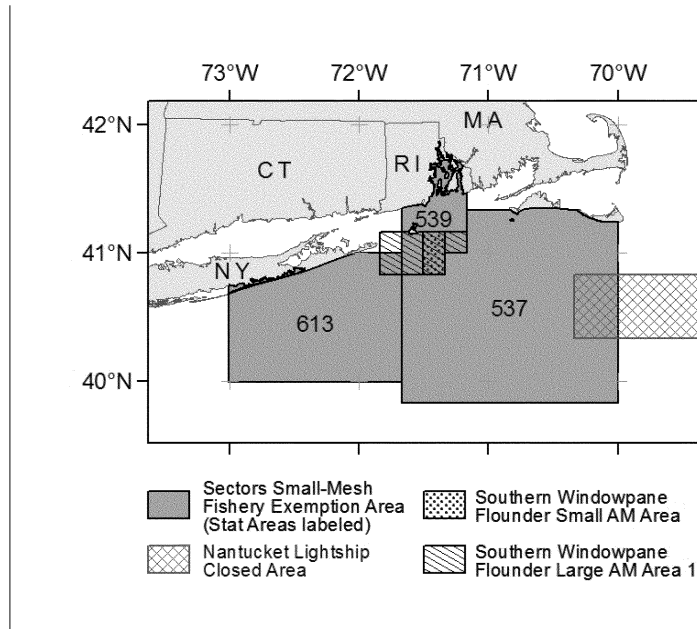 73°W 72°W 71°W 70°W
42°N
MA
CT
RI
539
41°N
NY
613
537
40°N
Sectors Small-Mesh
Fishery Exemption Area
(Stat Areas labeled)
Nantucket Lightship
Closed Area
Southern Windowpane
Flounder Small AM Area
Southern Windowpane
Flounder Large AM Area 1